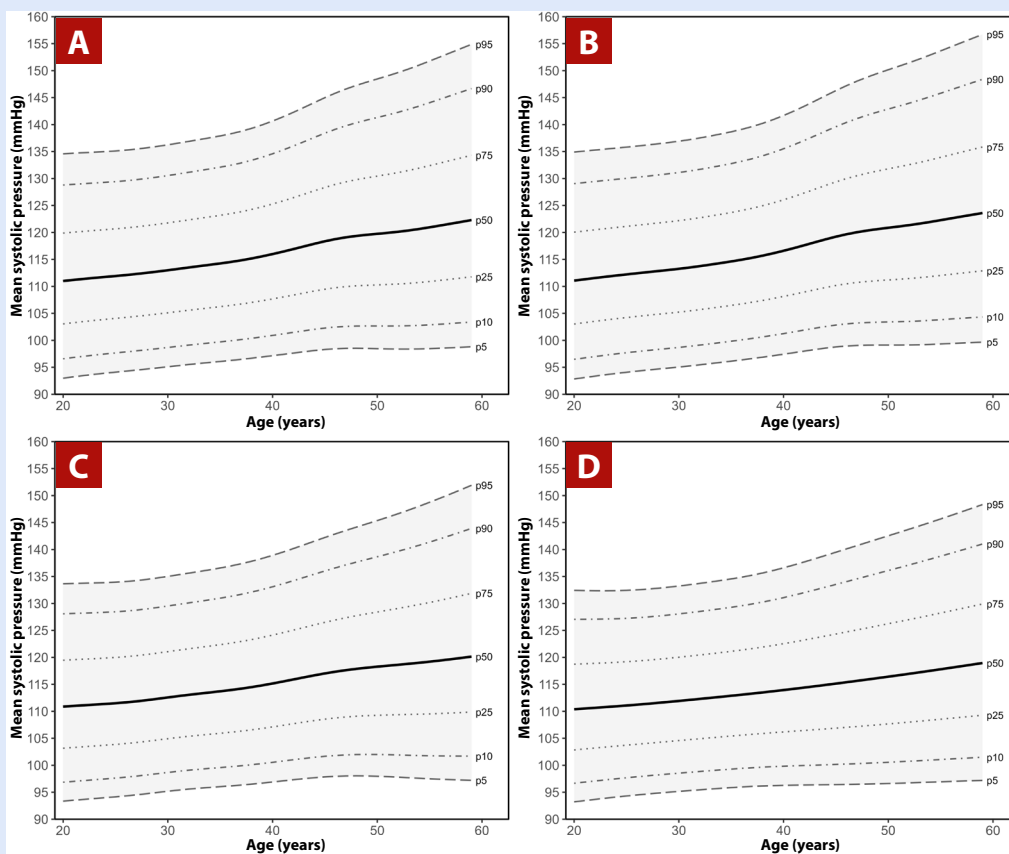 A
Mean systolic pressure (mmHg)
160
155
150
145
140
135
130
125
120
115
110
105
100
95
90
p95
p90
p75
p50
p25
p10
p5
20
30
40
50
60
Age (years)
B
Mean systolic pressure (mmHg)
160
155
150
145
140
135
130
125
120
115
110
105
100
95
90
p95
p90
p75
p50
p25
p10
p5
20
30
40
50
60
Age (years)
C
Mean systolic pressure (mmHg)
160
155
150
145
140
135
130
125
120
115
110
105
100
95
90
p95
p90
p75
p50
p25
p10
p5
20
30
40
50
60
Age (years)
D
Mean systolic pressure (mmHg)
160
155
150
145
140
135
130
125
120
115
110
105
100
95
90
p95
p90
p75
p50
p25
p10
p5
20
30
40
50
60
Age (years)